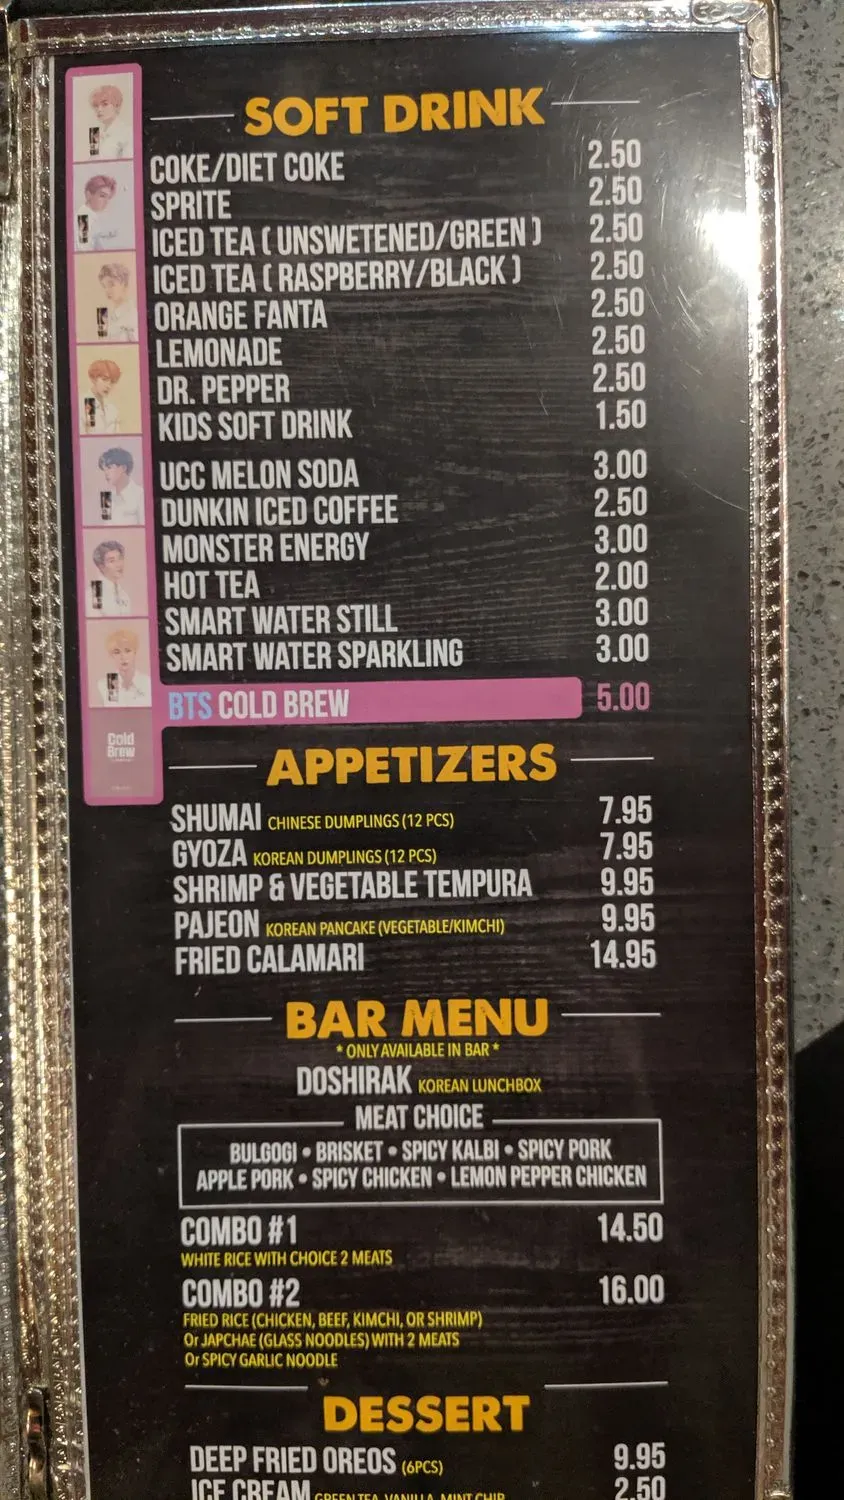 SOFT DRINK
COKE/DIET COKE 2.50
SPRITE 2.50
ICED TEA ( UNSWETENED/GREEN ) 2.50
ICED TEA ( RASPBERRY/BLACK ) 2.50
ORANGE FANTA 2.50
LEMONADE 2.50
DR. PEPPER 2.50
KIDS SOFT DRINK 1.50
UCC MELON SODA 3.00
DUNKIN ICED COFFEE 2.50
MONSTER ENERGY 3.00
HOT TEA 2.00
SMART WATER STILL 3.00
SMART WATER SPARKLING 3.00
BTS COLD BREW 5.00
Cold
Brew
APPETIZERS
SHUMAI CHINESE DUMPLINGS (12 PCS) 7.95
GYOZA KOREAN DUMPLINGS (12 PCS) 7.95
SHRIMP & VEGETABLE TEMPURA 9.95
PAJEON KOREAN PANCAKE (VEGETABLE/KIMCHI) 9.95
FRIED CALAMARI 14.95
BAR MENU
* ONLY AVAILABLE IN BAR *
DOSHIRAK KOREAN LUNCHBOX
MEAT CHOICE
BULGOGI • BRISKET • SPICY KALBI • SPICY PORK
APPLE PORK • SPICY CHICKEN • LEMON PEPPER CHICKEN
COMBO #1 14.50
WHITE RICE WITH CHOICE 2 MEATS
COMBO #2 16.00
FRIED RICE (CHICKEN, BEEF, KIMCHI, OR SHRIMP)
Or JAPCHAE (GLASS NOODLES) WITH 2 MEATS
Or SPICY GARLIC NOODLE
DESSERT
DEEP FRIED OREOS (6PCS) 9.95
ICE CREAM GREEN TEA, VANILLA, MINT CHIP 2.50